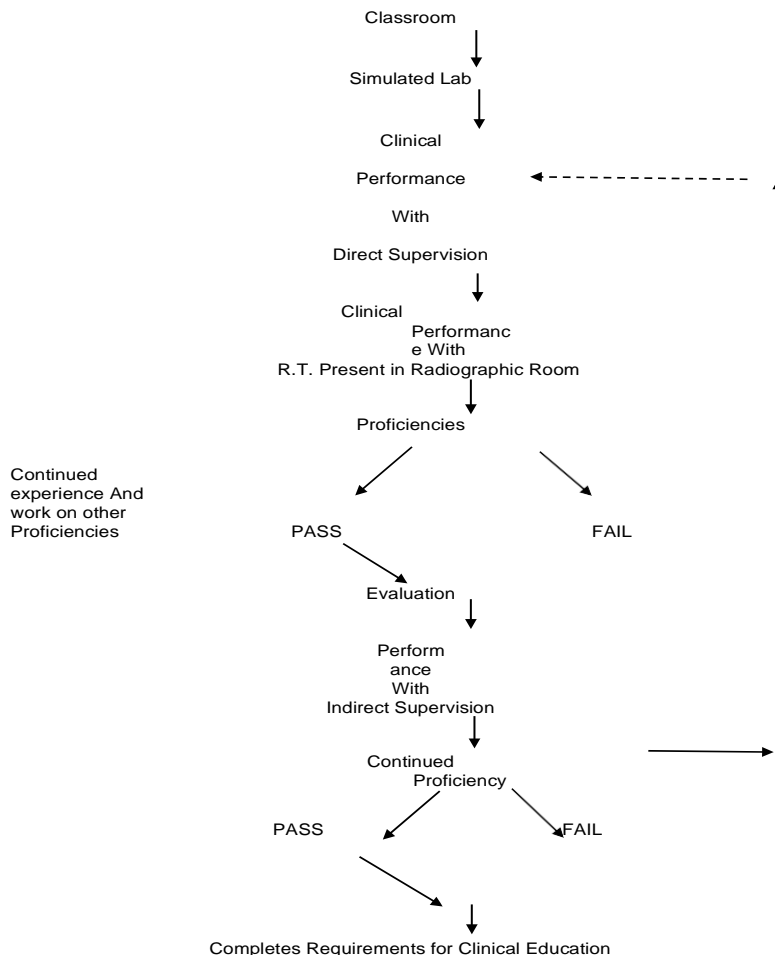 Classroom
Simulated Lab
Clinical
Performance
With
Direct Supervision
Clinical
Performanc
e With
R.T. Present in Radiographic Room
Proficiencies
Continued
experience And
work on other
Proficiencies
PASS
FAIL
Evaluation
Perform
ance
With
Indirect Supervision
Continued
Proficiency
PASS
FAIL
Completes Requirements for Clinical Education